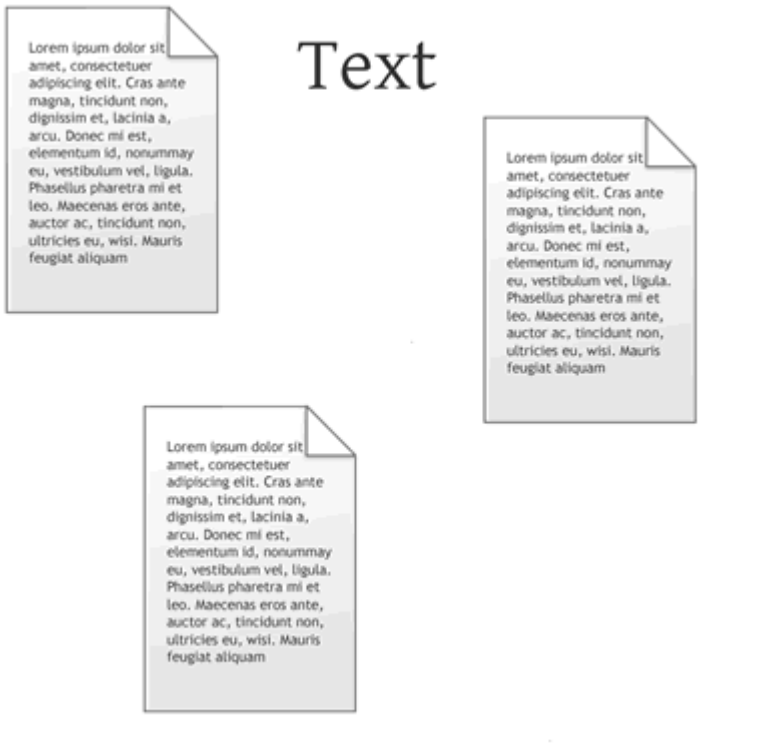 Text
Lorem ipsum dolor sit
amet, consectetuer
adipiscing elit. Cras ante
magna, tincidunt non,
dignissim et, lacinia a,
arcu. Donec mi est,
elementum id, nonummay
eu, vestibulum vel, ligula.
Phasellus pharetra mi et
leo. Maecenas eros ante,
auctor ac, tincidunt non,
ultricies eu, wisi. Mauris
feugiat aliquam
Lorem ipsum dolor sit
amet, consectetuer
adipiscing elit. Cras ante
magna, tincidunt non,
dignissim et, lacinia a,
arcu. Donec mi est,
elementum id, nonummay
eu, vestibulum vel, ligula.
Phasellus pharetra mi et
leo. Maecenas eros ante,
auctor ac, tincidunt non,
ultricies eu, wisi. Mauris
feugiat aliquam
Lorem ipsum dolor sit
amet, consectetuer
adipiscing elit. Cras ante
magna, tincidunt non,
dignissim et, lacinia a,
arcu. Donec mi est,
elementum id, nonummay
eu, vestibulum vel, ligula.
Phasellus pharetra mi et
leo. Maecenas eros ante,
auctor ac, tincidunt non,
ultricies eu, wisi. Mauris
feugiat aliquam